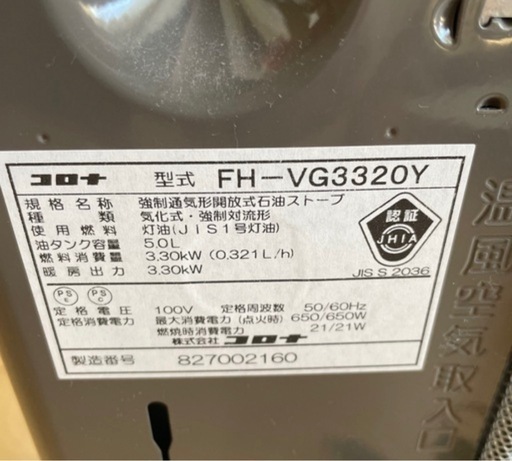 コロナ 型式 FH-VG3320Y
規格名称 強制通気形開放式石油ストーブ
種類 気化式・強制対流形
使用燃料 灯油(JIS1号灯油)
油タンク容量 5.0L
燃料消費量 3.30kW (0.321L/h)
暖房出力 3.30kW
認証
JHIA
JIS S 2036
PS C PS E
定格電圧 100V 定格周波数 50/60Hz
定格消費電力 最大消費電力 (点火時) 650/650W
燃焼時消費電力 21/21W
株式会社 コロナ
製造番号 827002160
温風空気取入口